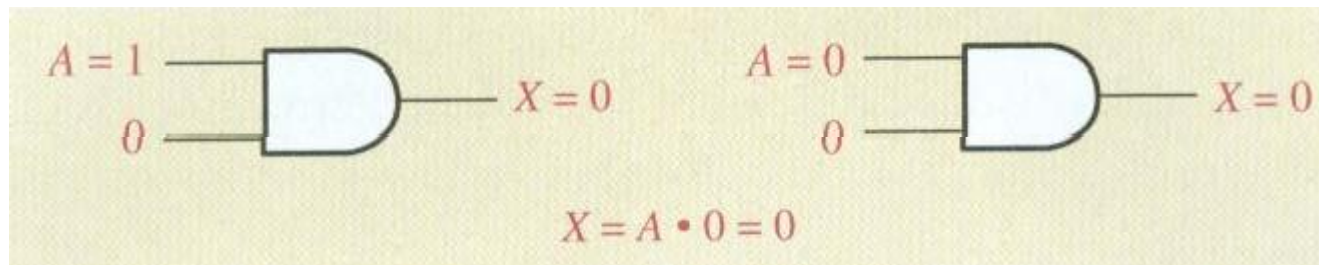 A = 1
0
X = 0
A = 0
0
X = 0
X = A • 0 = 0